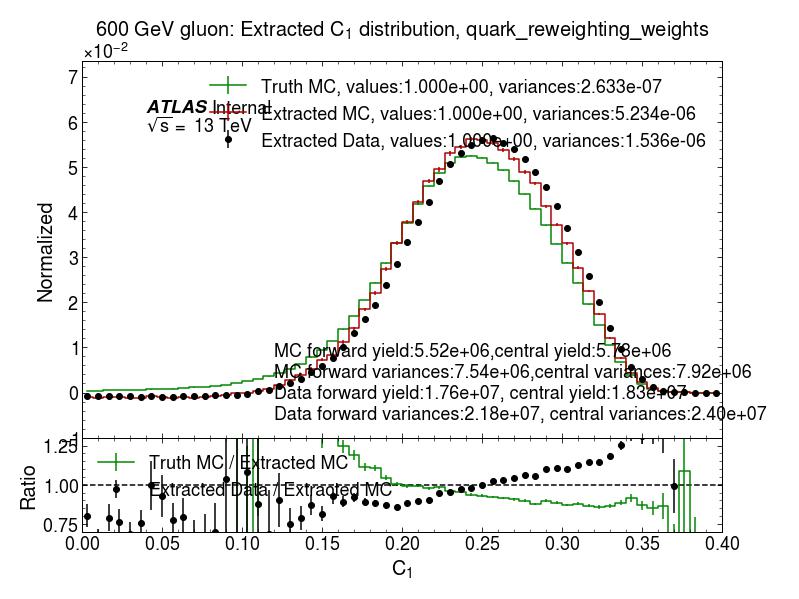 600 GeV gluon: Extracted C₁ distribution, quark_reweighting_weights
×10⁻²
Truth MC, values:1.000e+00, variances:2.633e-07
ATLAS Internal
Extracted MC, values:1.000e+00, variances:5.234e-06
√s = 13 TeV
Extracted Data, values:1.000e+00, variances:1.536e-06
7
6
5
4
3
2
1
0
-1
Normalized
MC forward yield:5.52e+06,central yield:5.78e+06
MC forward variances:7.54e+06,central variances:7.92e+06
Data forward yield:1.76e+07, central yield:1.83e+07
Data forward variances:2.18e+07, central variances:2.40e+07
1.25
1.00
0.75
Ratio
Truth MC / Extracted MC
Extracted Data / Extracted MC
0.00 0.05 0.10 0.15 0.20 0.25 0.30 0.35 0.40
C₁